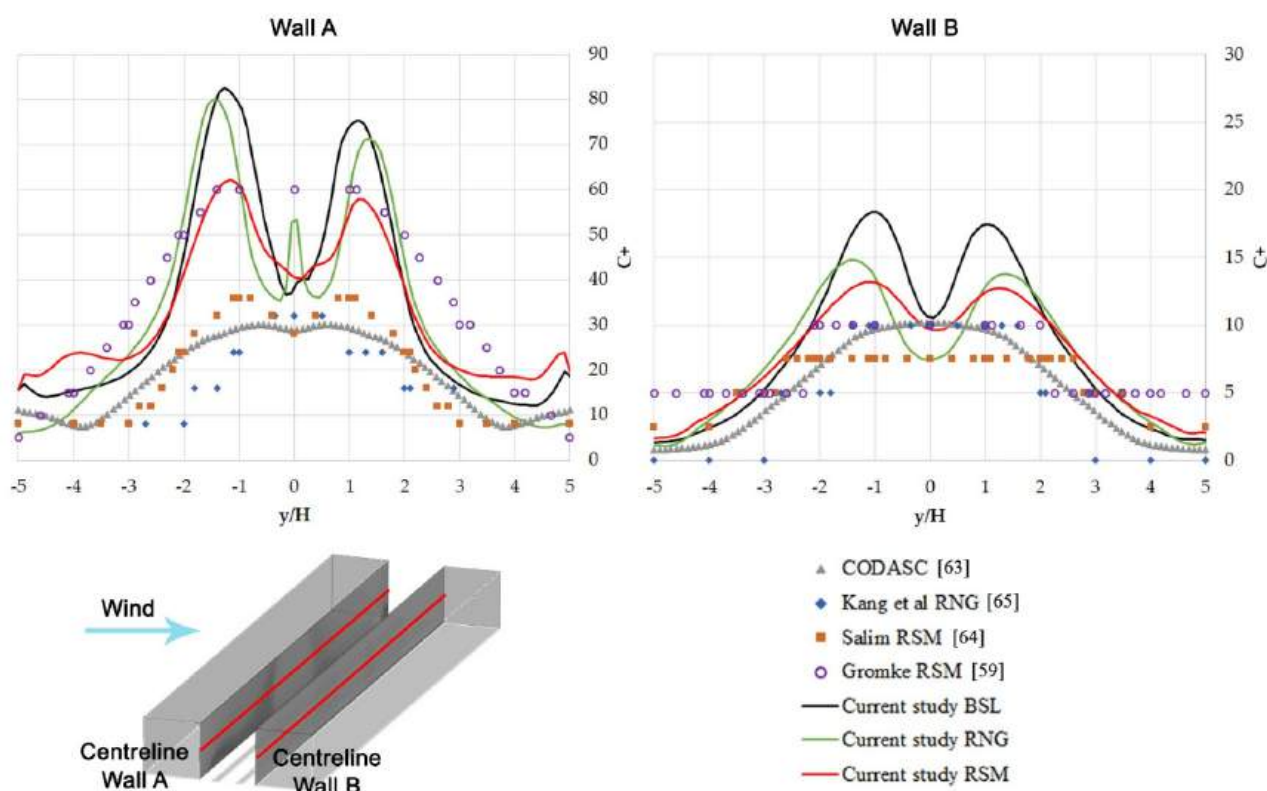 Wall A
Wall B
90
80
70
60
50
40
30
20
10
0
C+
-5 -4 -3 -2 -1 0 1 2 3 4 5
y/H
30
25
20
15
10
5
0
C+
-5 -4 -3 -2 -1 0 1 2 3 4 5
y/H
Wind
Centreline
Wall A
Centreline
Wall B
CODASC [63]
Kang et al RNG [65]
Salim RSM [64]
Gromke RSM [59]
Current study BSL
Current study RNG
Current study RSM